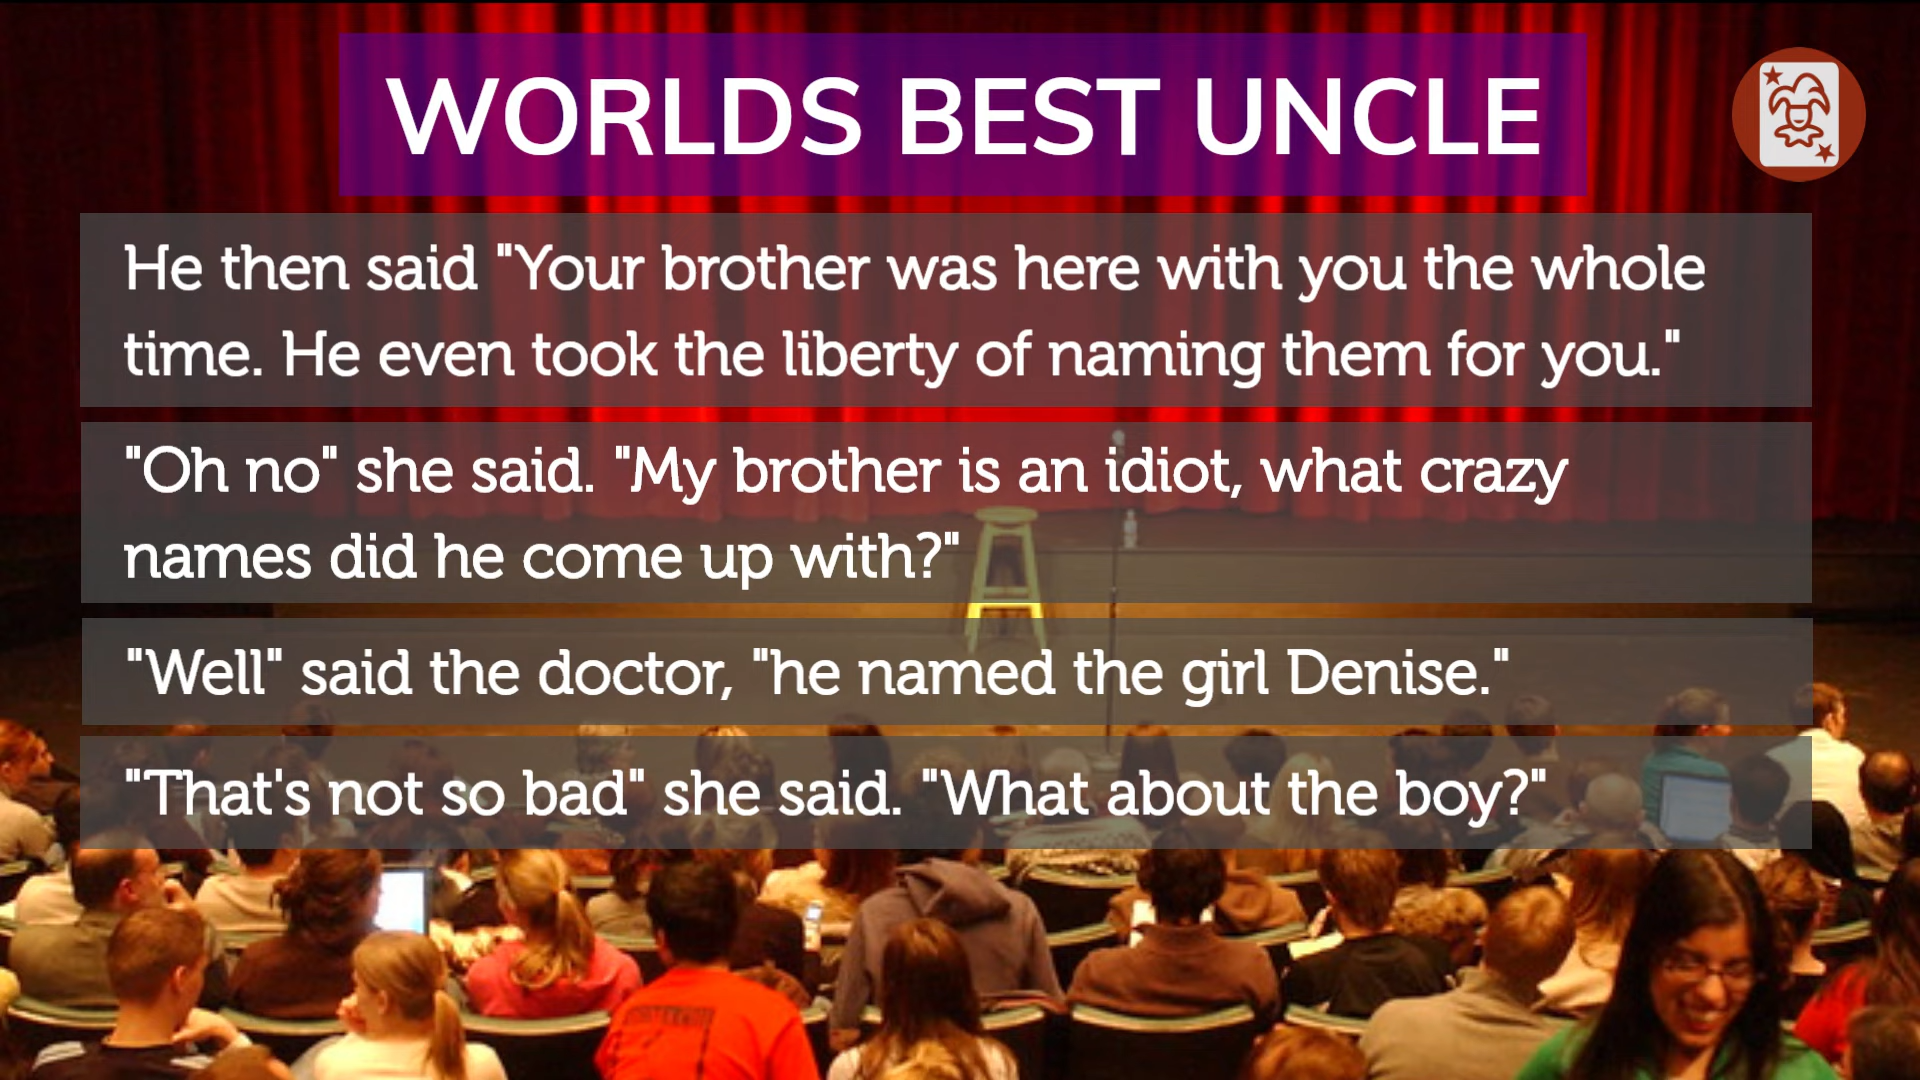 WORLDS BEST UNCLE
He then said "Your brother was here with you the whole
time. He even took the liberty of naming them for you."
"Oh no" she said. "My brother is an idiot, what crazy
names did he come up with?"
"Well" said the doctor, "he named the girl Denise."
"That's not so bad" she said. "What about the boy?"